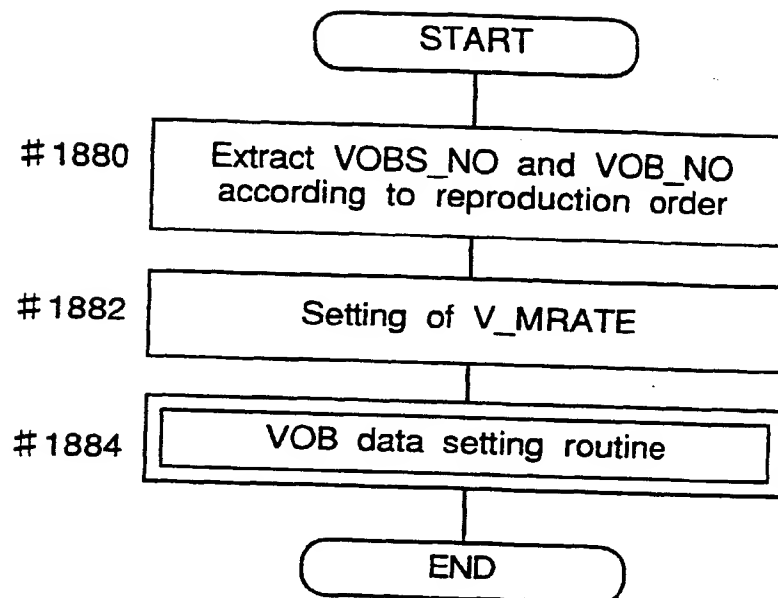 START
#1880
Extract VOBS_NO and VOB_NO
according to reproduction order
#1882
Setting of V_MRATE
#1884
VOB data setting routine
END